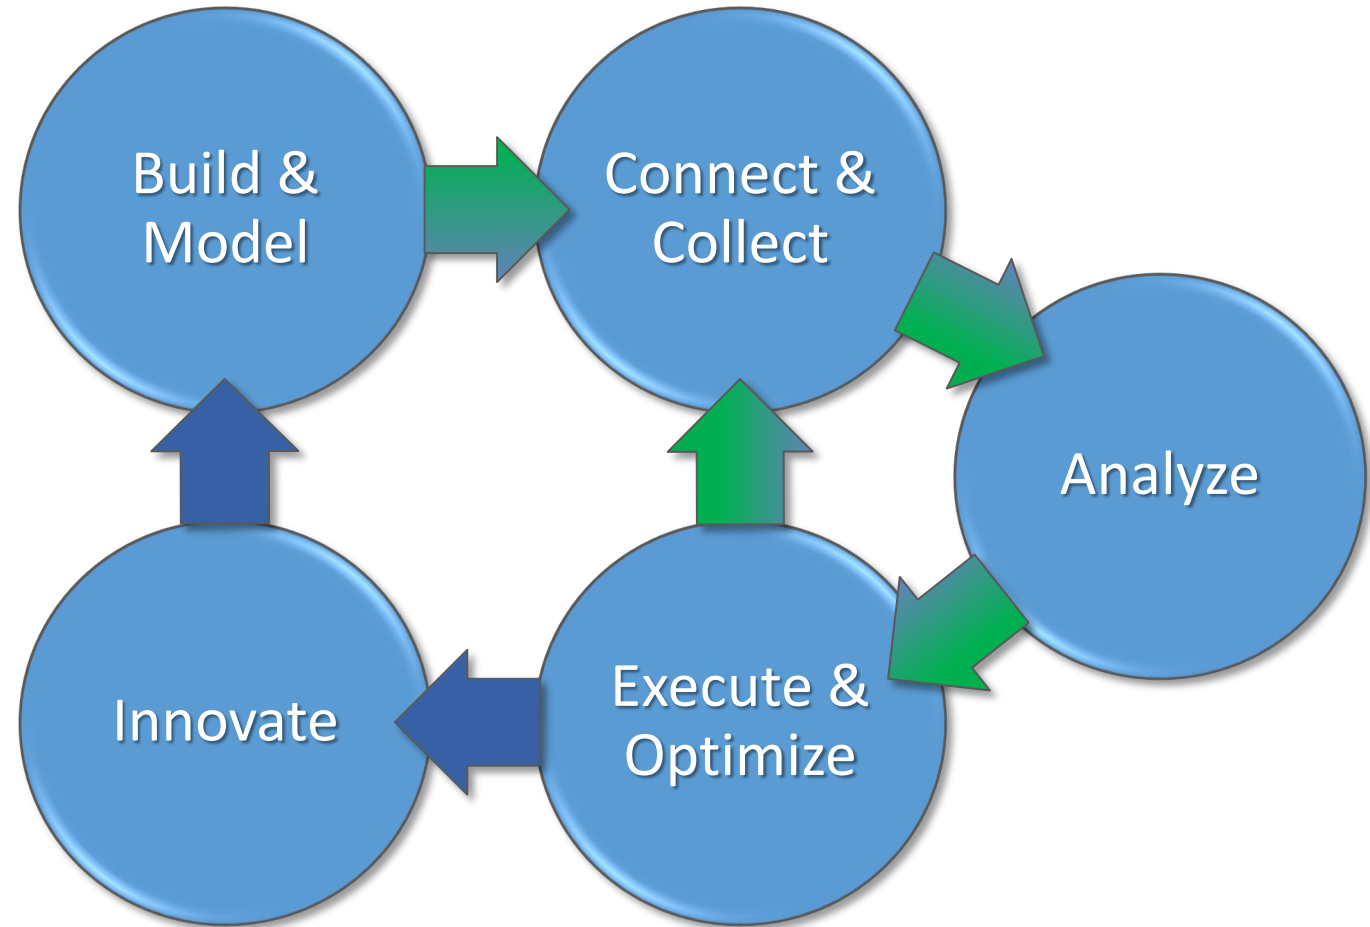 Build &
Model
Connect &
Collect
Analyze
Execute &
Optimize
Innovate